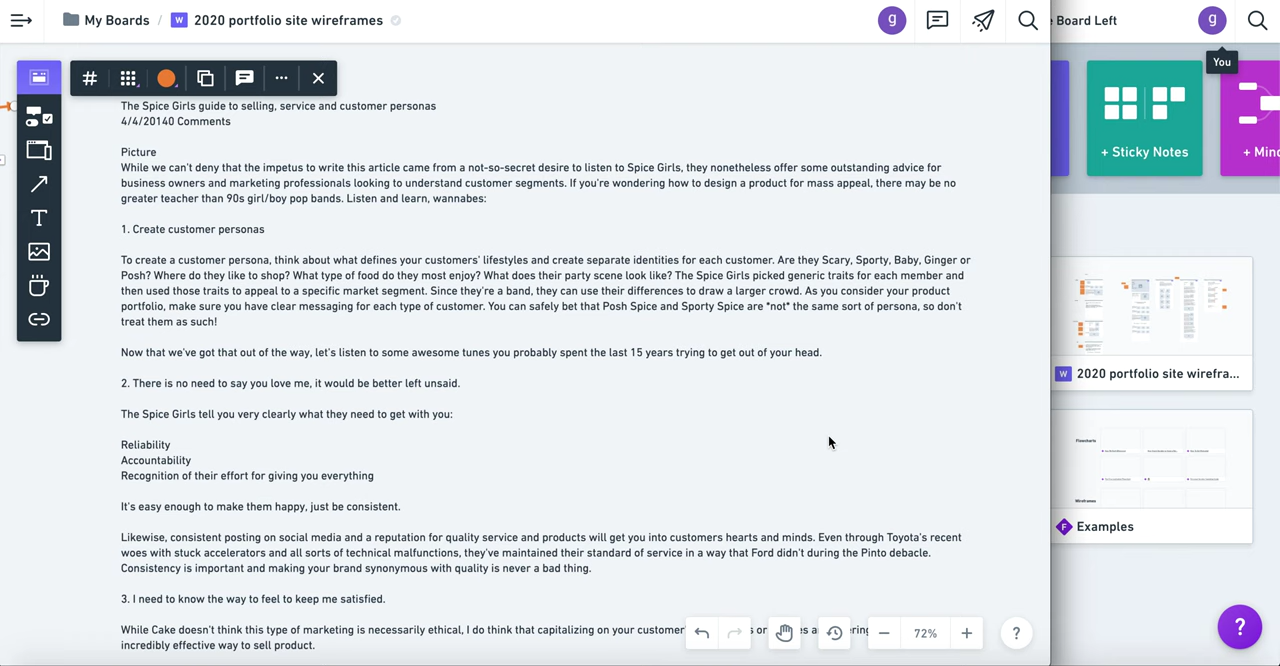 My Boards / W 2020 portfolio site wireframes
g
e Board Left
g
You
The Spice Girls guide to selling, service and customer personas
4/4/20140 Comments
Picture
While we can't deny that the impetus to write this article came from a not-so-secret desire to listen to Spice Girls, they nonetheless offer some outstanding advice for
business owners and marketing professionals looking to understand customer segments. If you're wondering how to design a product for mass appeal, there may be no
greater teacher than 90s girl/boy pop bands. Listen and learn, wannabes:
1. Create customer personas
To create a customer persona, think about what defines your customers' lifestyles and create separate identities for each customer. Are they Scary, Sporty, Baby, Ginger or
Posh? Where do they like to shop? What type of food do they most enjoy? What does their party scene look like? The Spice Girls picked generic traits for each member and
then used those traits to appeal to a specific market segment. Since they're a band, they can use their differences to draw a larger crowd. As you consider your product
portfolio, make sure you have clear messaging for each type of customer. You can safely bet that Posh Spice and Sporty Spice are *not* the same sort of persona, so don't
treat them as such!
Now that we've got that out of the way, let's listen to some awesome tunes you probably spent the last 15 years trying to get out of your head.
2. There is no need to say you love me, it would be better left unsaid.
The Spice Girls tell you very clearly what they need to get with you:
Reliability
Accountability
Recognition of their effort for giving you everything
It's easy enough to make them happy, just be consistent.
Likewise, consistent posting on social media and a reputation for quality service and products will get you into customers hearts and minds. Even through Toyota's recent
woes with stuck accelerators and all sorts of technical malfunctions, they've maintained their standard of service in a way that Ford didn't during the Pinto debacle.
Consistency is important and making your brand synonymous with quality is never a bad thing.
3. I need to know the way to feel to keep me satisfied.
While Cake doesn't think this type of marketing is necessarily ethical, I do think that capitalizing on your customer
incredibly effective way to sell product.
72%
?
+ Sticky Notes
+ Mind
W 2020 portfolio site wirefra...
Flowcharts
Wireframes
F Examples
?